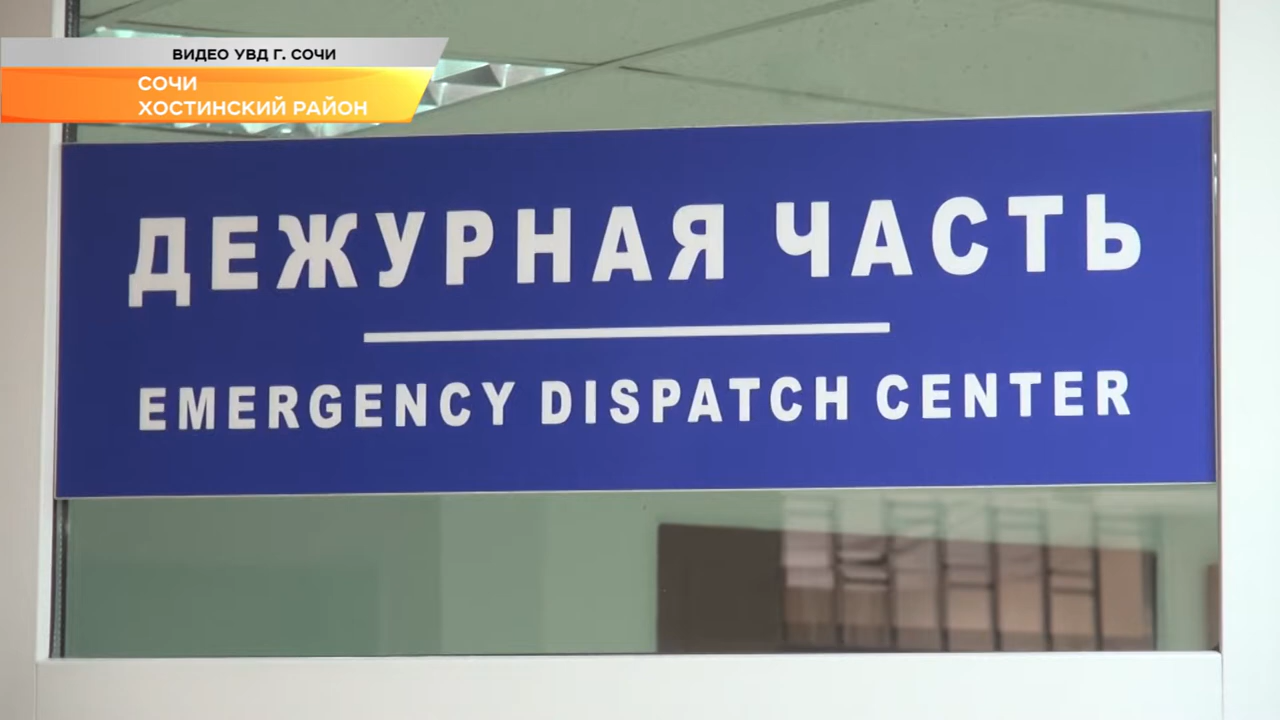 ВИДЕО УВД Г. СОЧИ
СОЧИ
ХОСТИНСКИЙ РАЙОН
ДЕЖУРНАЯ ЧАСТЬ
EMERGENCY DISPATCH CENTER